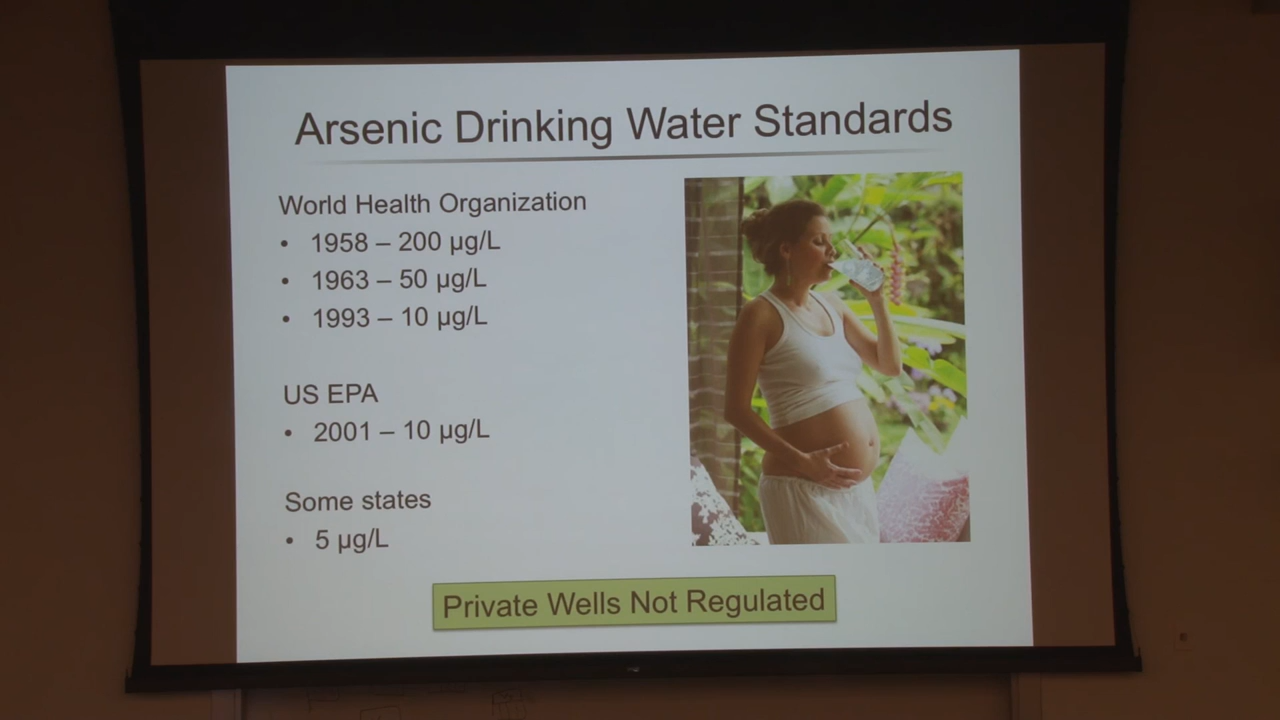 Arsenic Drinking Water Standards
World Health Organization
• 1958 – 200 µg/L
• 1963 – 50 µg/L
• 1993 – 10 µg/L
US EPA
• 2001 – 10 µg/L
Some states
• 5 µg/L
Private Wells Not Regulated